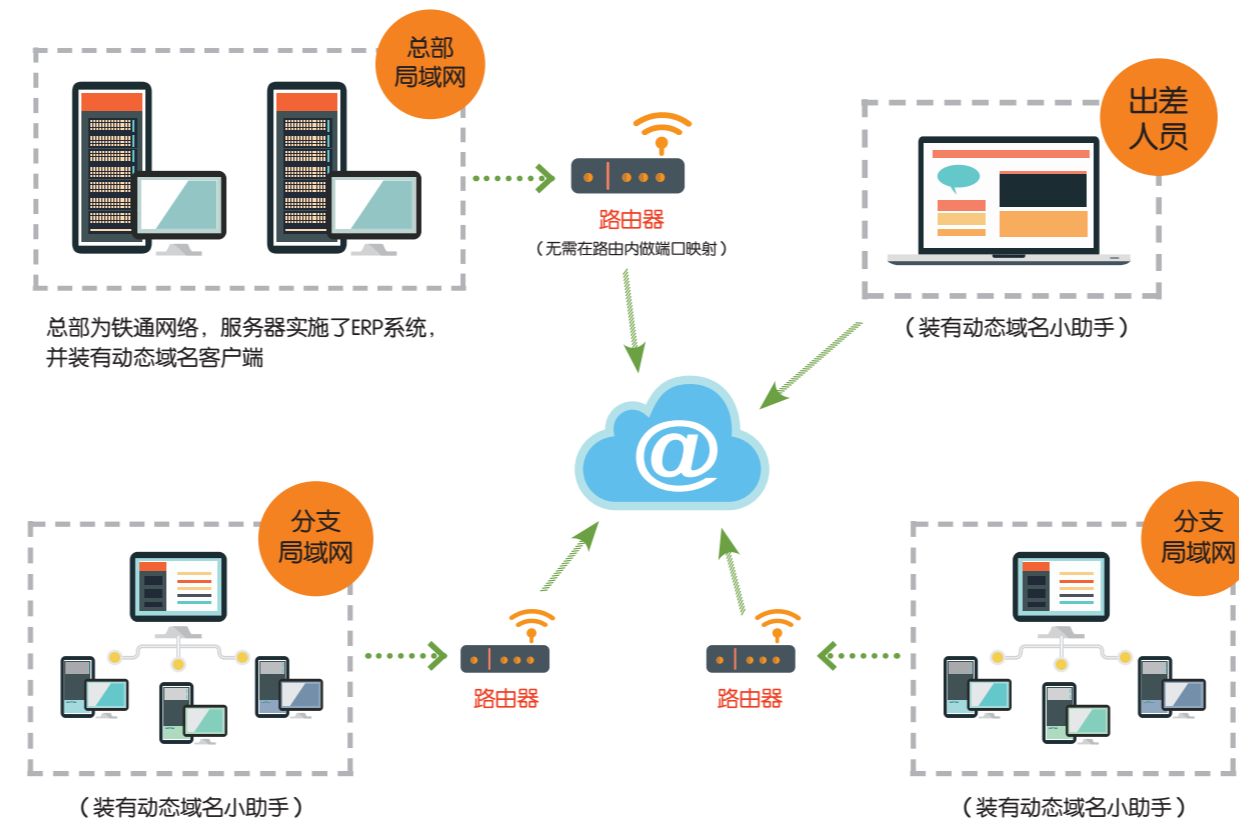 总部
局域网
出差
人员
路由器
（无需在路由内做端口映射）
总部为铁通网络，服务器实施了ERP系统，
并装有动态域名客户端
（装有动态域名小助手）
@
分支
局域网
分支
局域网
路由器
路由器
（装有动态域名小助手）
（装有动态域名小助手）